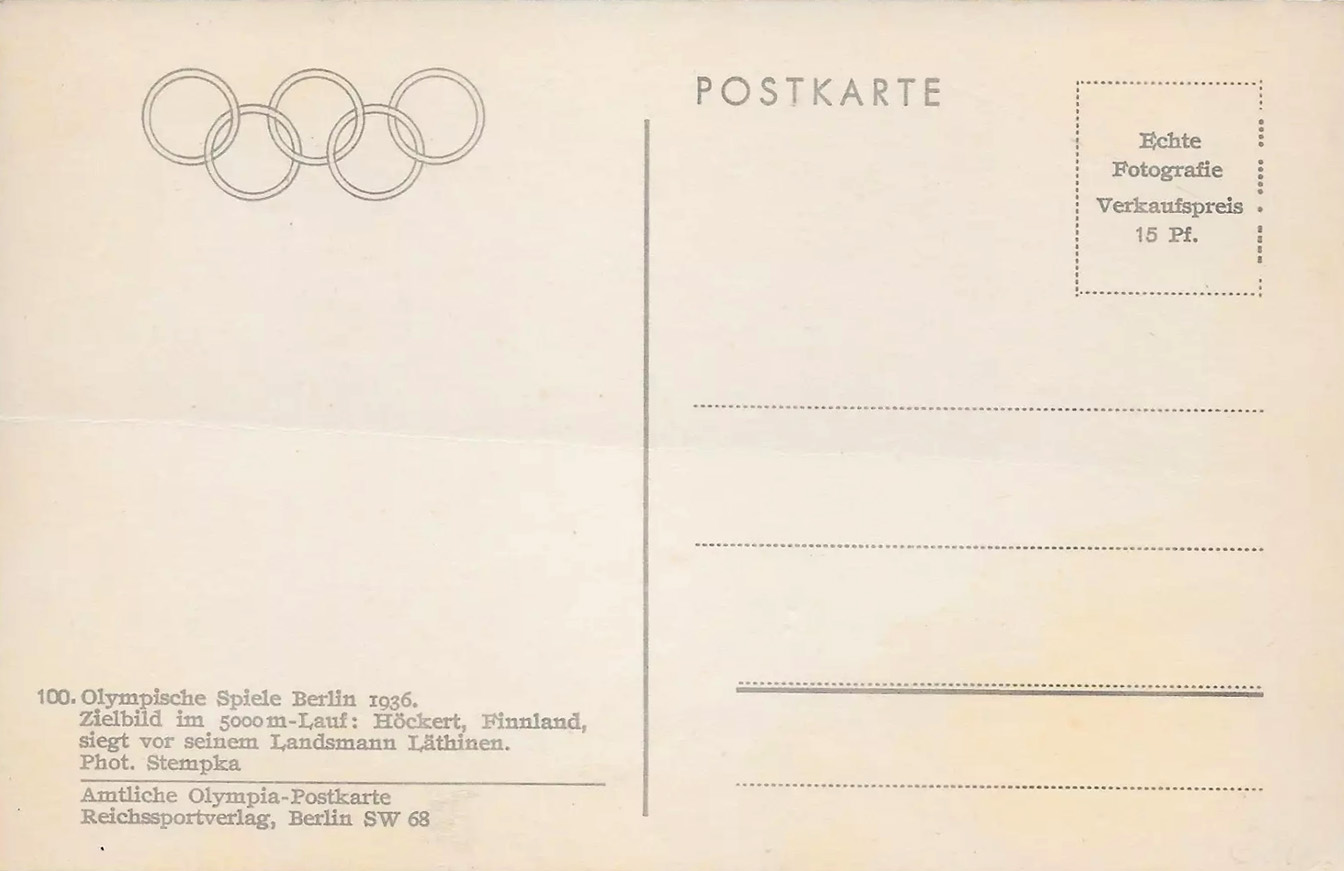 POSTKARTE
Echte
Fotografie
Verkaufspreis
15 Pf.
100. Olympische Spiele Berlin 1936.
Zielbild im 5000m-Lauf: Höckert, Finnland,
siegt vor seinem Landsmann Läthinen.
Phot. Stempka
Amtliche Olympia-Postkarte
Reichssportverlag, Berlin SW 68